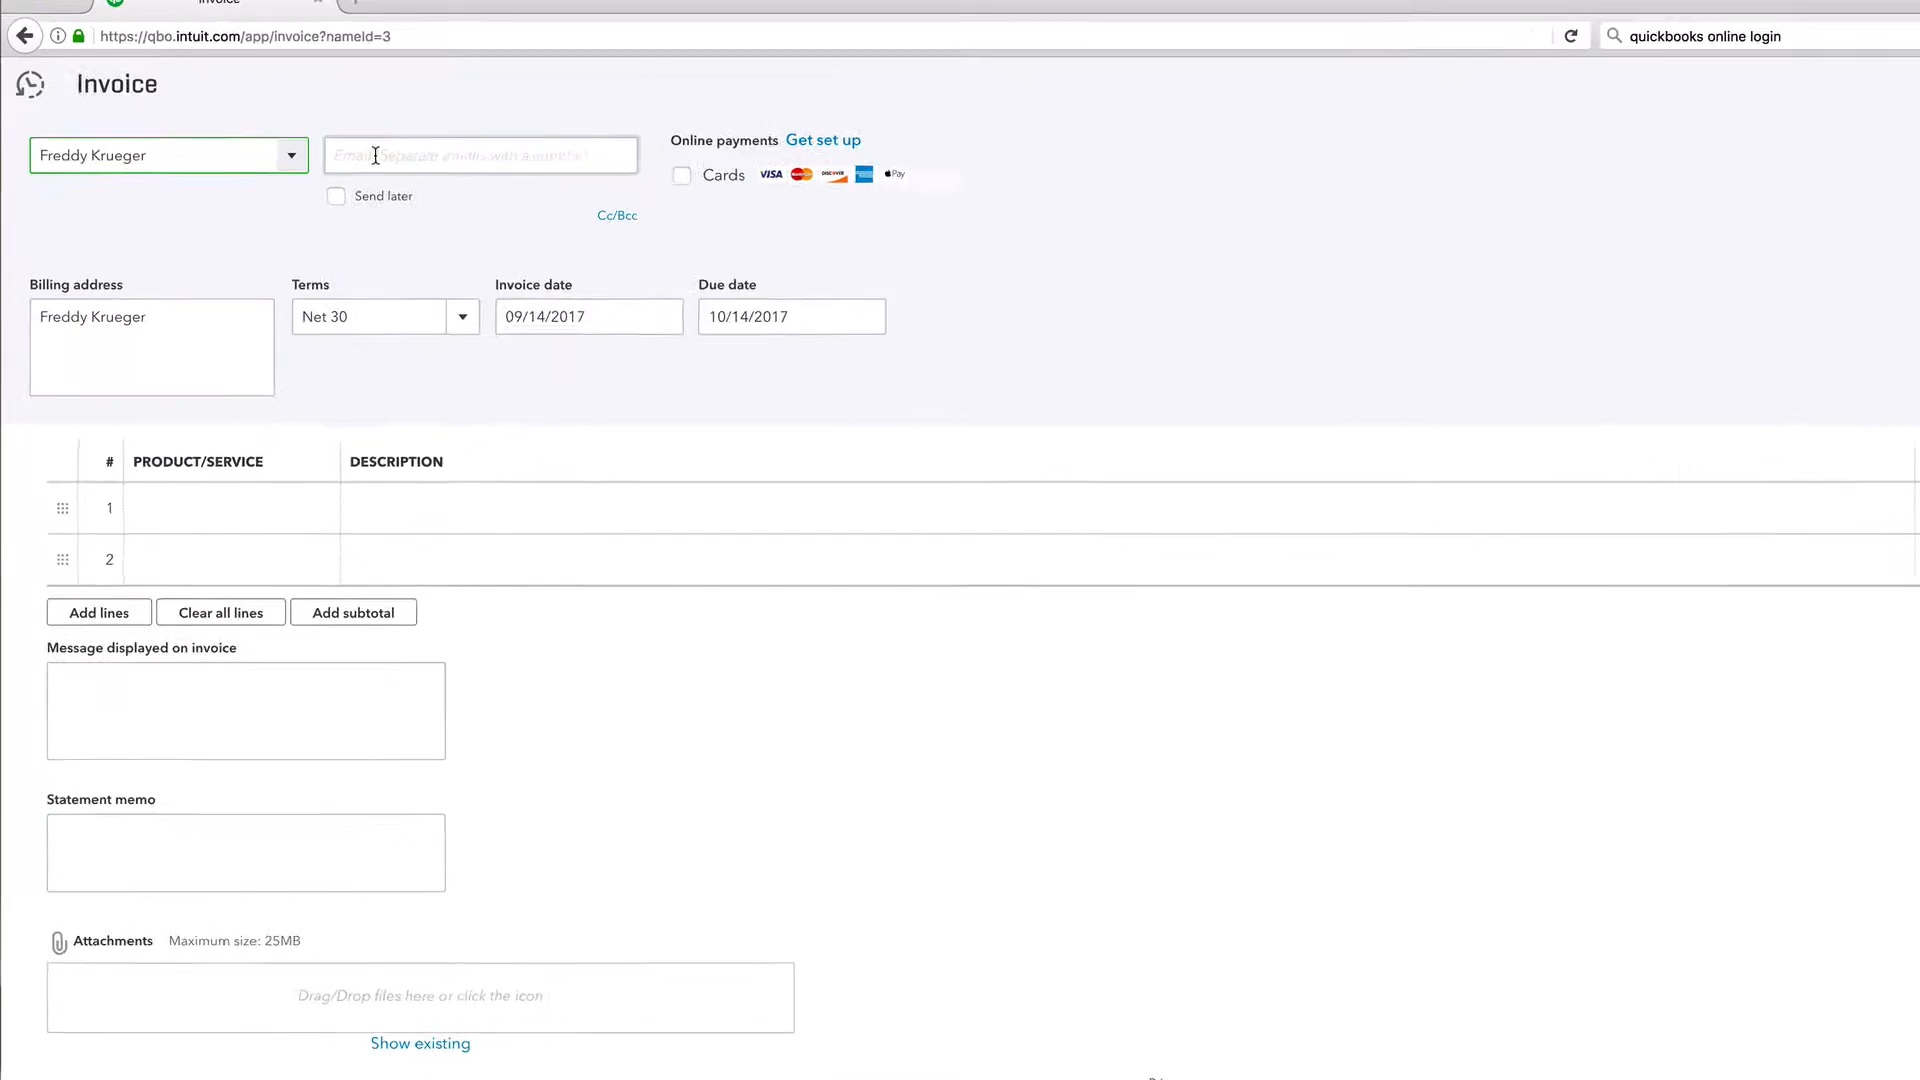 Invoice
https://qbo.intuit.com/app/invoice?nameId=3
quickbooks online login
Invoice
Freddy Krueger
Email Separate emails with a
Send later
Cc/Bcc
Online payments Get set up
Cards VISA MasterCard DISCOVER Pay
Billing address
Freddy Krueger
Terms
Net 30
Invoice date
09/14/2017
Due date
10/14/2017
# PRODUCT/SERVICE DESCRIPTION
1
2
Add lines Clear all lines Add subtotal
Message displayed on invoice
Statement memo
Attachments Maximum size: 25MB
Drag/Drop files here or click the icon
Show existing